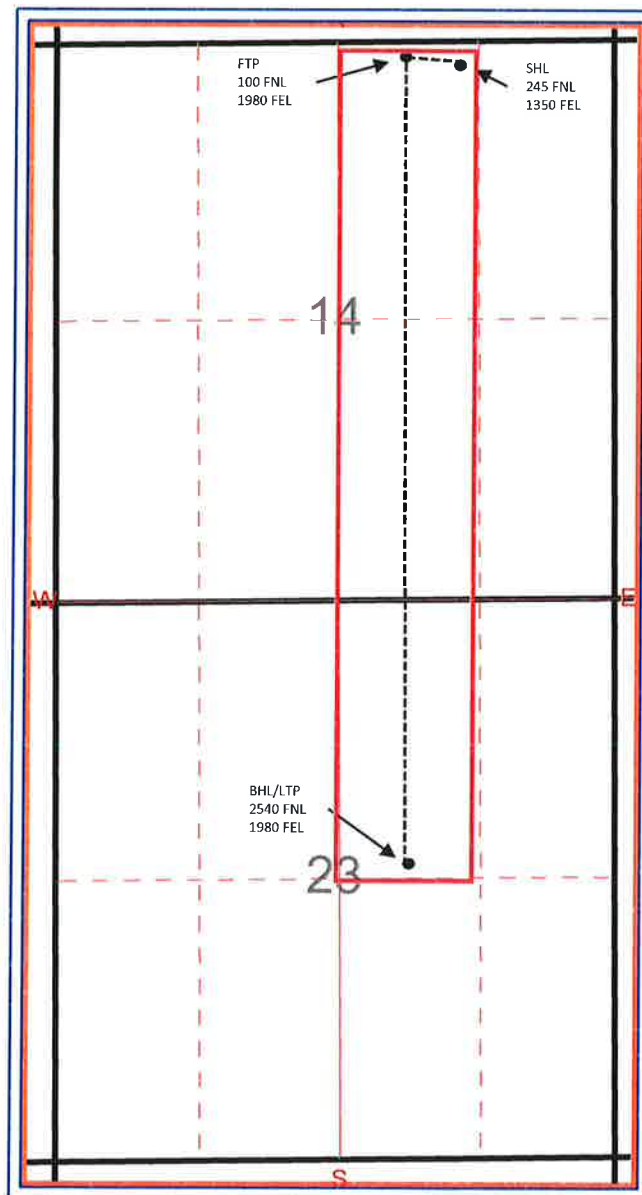 FTP
100 FNL
1980 FEL
SHL
245 FNL
1350 FEL
14
W
E
BHL/LTP
2540 FNL
1980 FEL
23
S